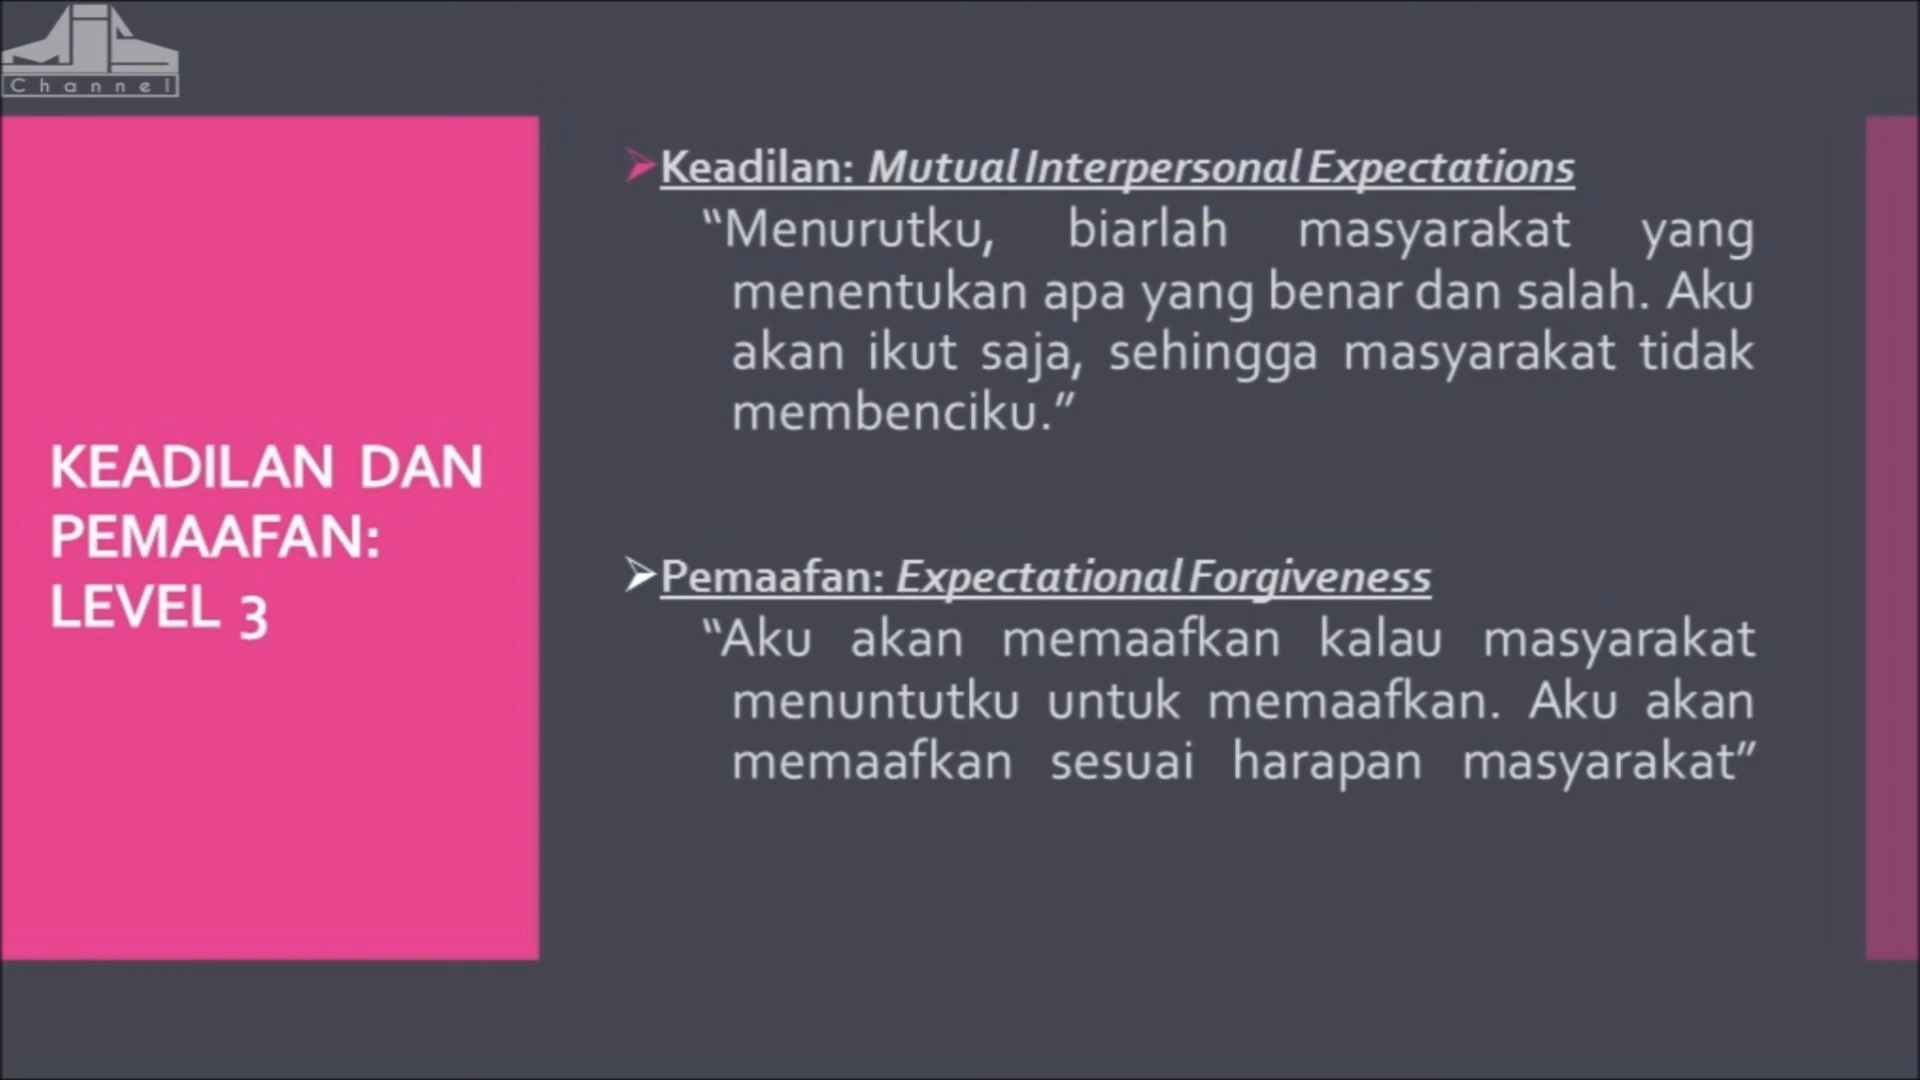 Channel
KEADILAN DAN
PEMAAFAN:
LEVEL 3
Keadilan: Mutual Interpersonal Expectations
“Menurutku, biarlah masyarakat yang
menentukan apa yang benar dan salah. Aku
akan ikut saja, sehingga masyarakat tidak
membenciku.”
Pemaafan: Expectational Forgiveness
“Aku akan memaafkan kalau masyarakat
menuntutku untuk memaafkan. Aku akan
memaafkan sesuai harapan masyarakat”